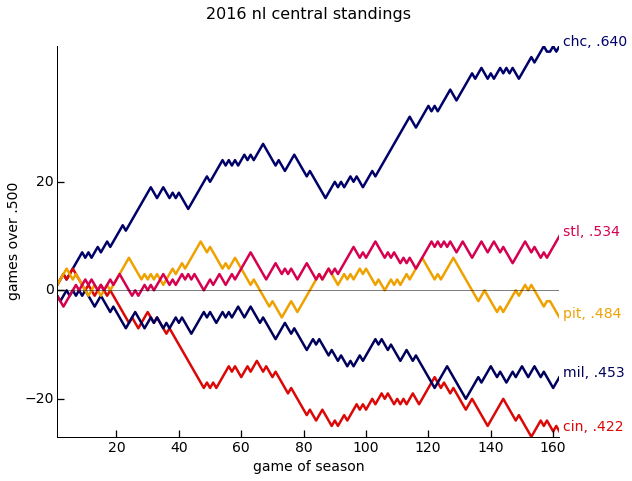 2016 nl central standings
chc, .640
20
stl, .534
games over .500
0
pit, .484
mil, .453
−20
cin, .422
20 40 60 80 100 120 140 160
game of season